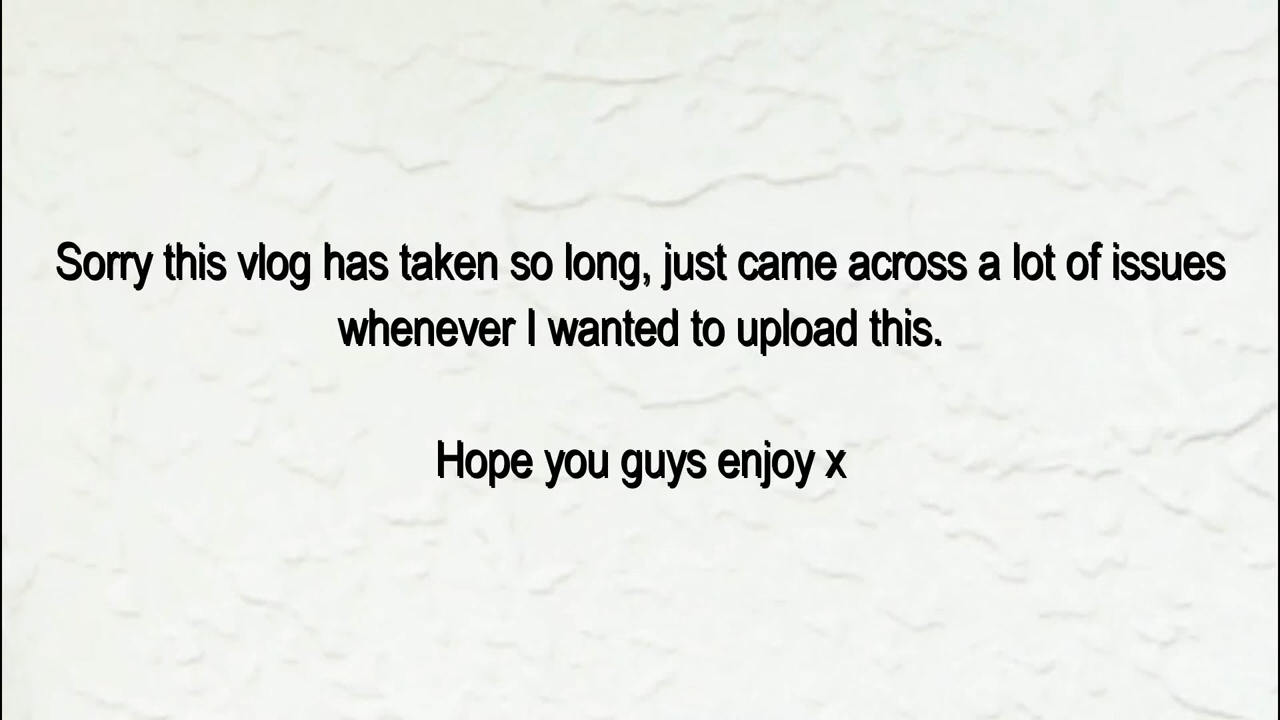 Sorry this vlog has taken so long, just came across a lot of issues
whenever I wanted to upload this.
Hope you guys enjoy x